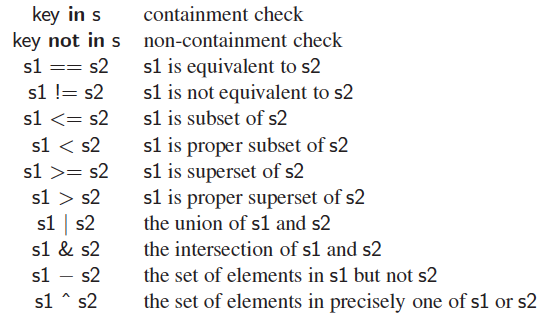 key in s containment check
key not in s non-containment check
s1 == s2 s1 is equivalent to s2
s1 != s2 s1 is not equivalent to s2
s1 <= s2 s1 is subset of s2
s1 < s2 s1 is proper subset of s2
s1 >= s2 s1 is superset of s2
s1 > s2 s1 is proper superset of s2
s1 | s2 the union of s1 and s2
s1 & s2 the intersection of s1 and s2
s1 − s2 the set of elements in s1 but not s2
s1 ^ s2 the set of elements in precisely one of s1 or s2